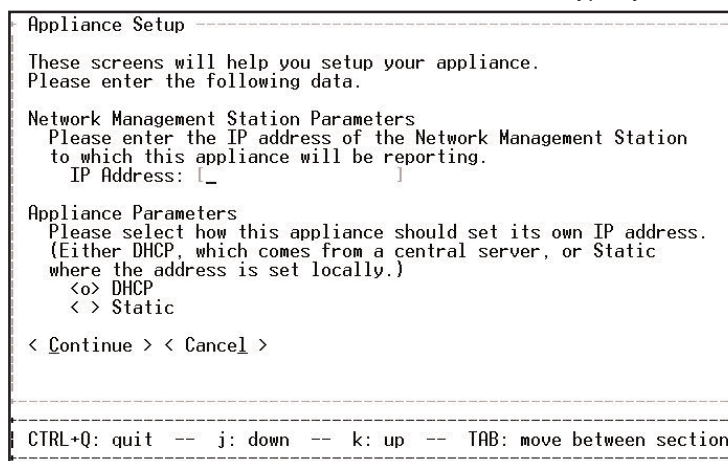 Appliance Setup
These screens will help you setup your appliance.
Please enter the following data.
Network Management Station Parameters
Please enter the IP address of the Network Management Station
to which this appliance will be reporting.
IP Address: [_ ]
Appliance Parameters
Please select how this appliance should set its own IP address.
(Either DHCP, which comes from a central server, or Static
where the address is set locally.)
<o> DHCP
< > Static
< Continue > < Cancel >
CTRL+Q: quit -- j: down -- k: up -- TAB: move between section